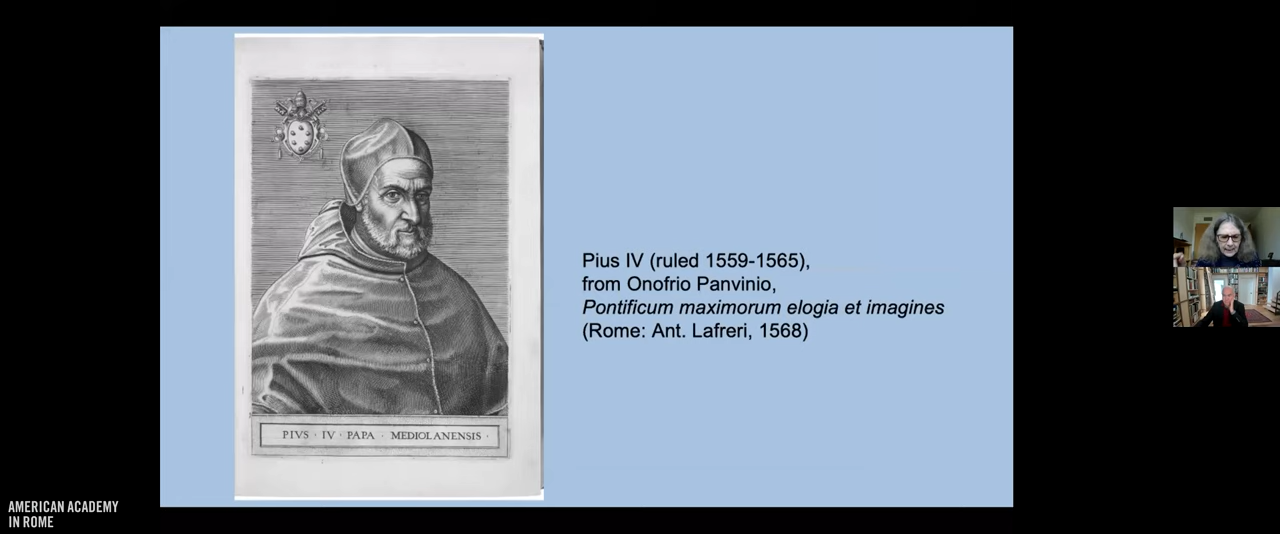 PIVS · IV · PAPA · MEDIOLANENSIS ·
Pius IV (ruled 1559-1565),
from Onofrio Panvinio,
Pontificum maximorum elogia et imagines
(Rome: Ant. Lafreri, 1568)
AMERICAN ACADEMY
IN ROME